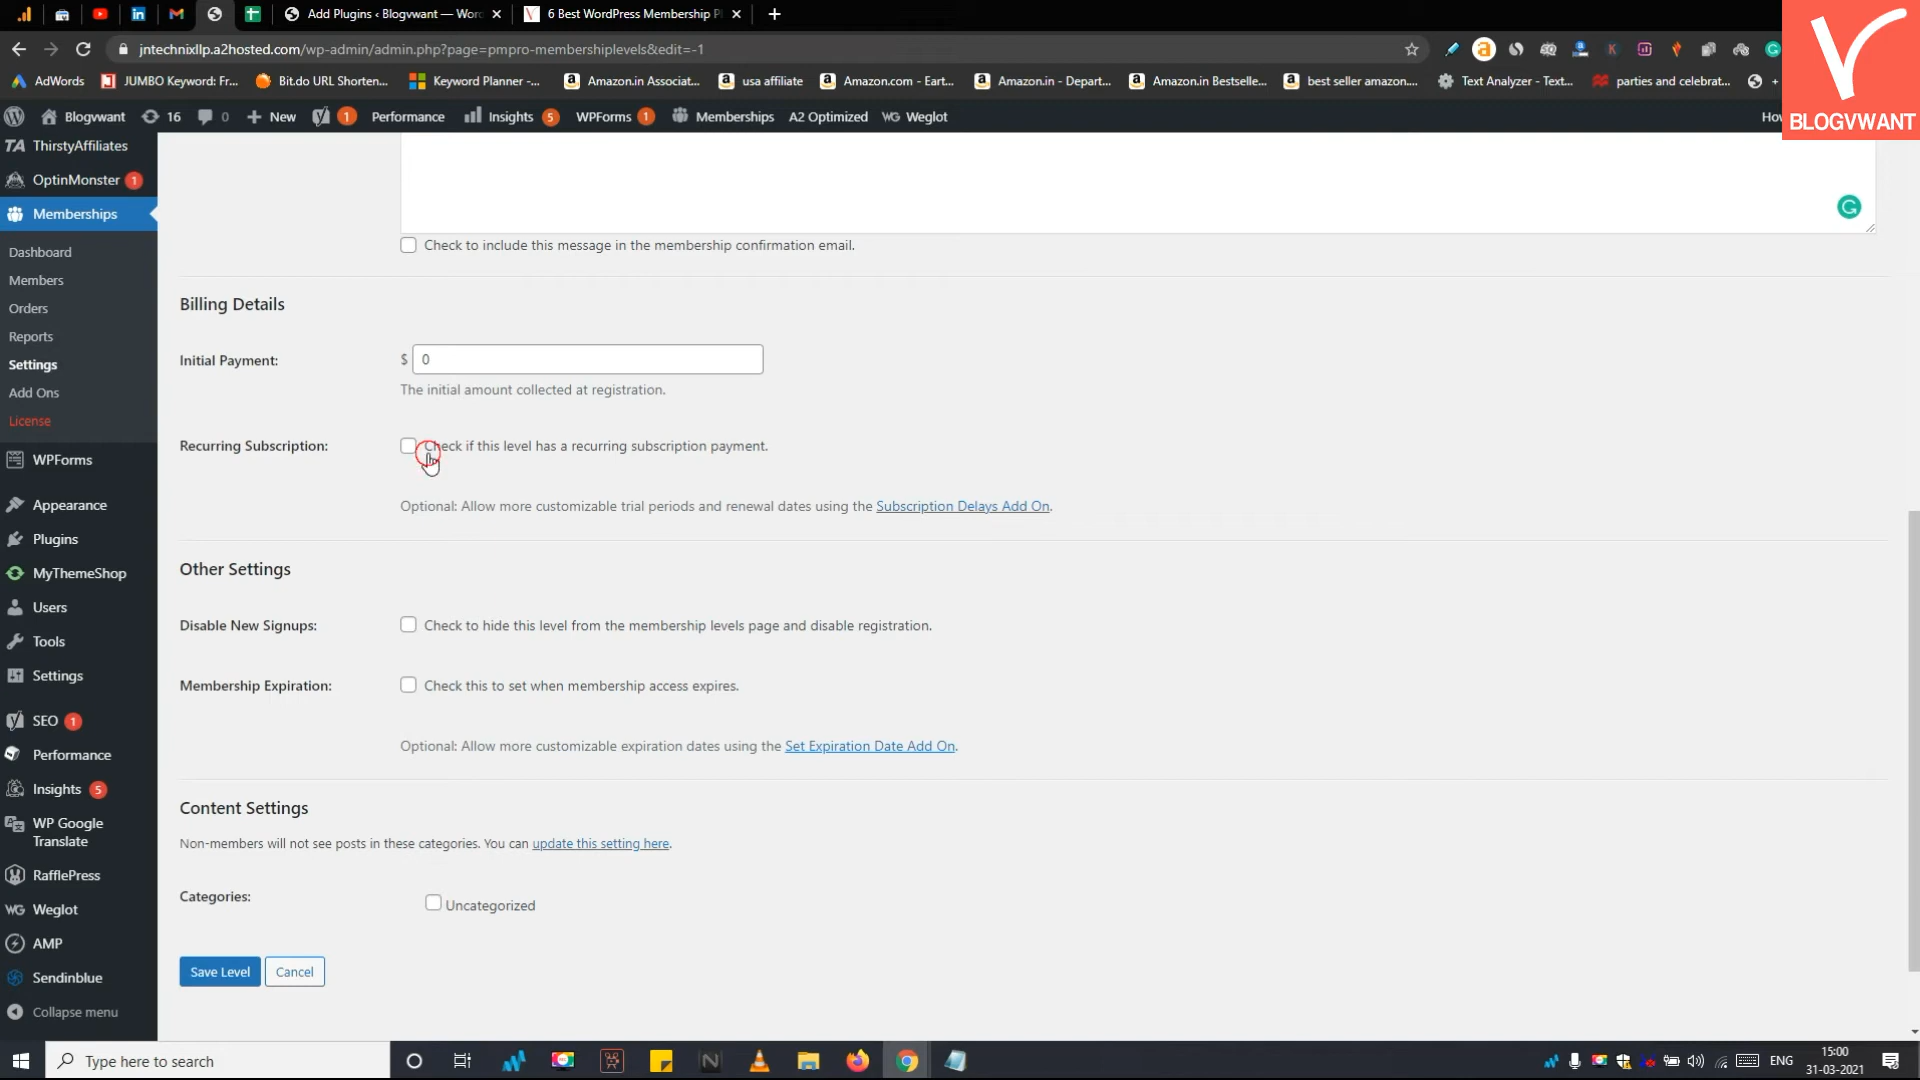 Add Plugins ‹ Blogvwant — Wor
6 Best WordPress Membership P
jntechnixllp.a2hosted.com/wp-admin/admin.php?page=pmpro-membershiplevels&edit=-1
AdWords
JUMBO Keyword: Fr...
Bit.do URL Shorten...
Keyword Planner -...
Amazon.in Associat...
usa affiliate
Amazon.com - Eart...
Amazon.in - Depart...
Amazon.in Bestselle...
best seller amazon....
Text Analyzer - Text...
parties and celebrat...
BLOGVWANT
Blogvwant
16
0
New
1
Performance
Insights 5
WPForms 1
Memberships
A2 Optimized
Weglot
ThirstyAffiliates
OptinMonster 1
Memberships
Dashboard
Members
Orders
Reports
Settings
Add Ons
License
WPForms
Appearance
Plugins
MyThemeShop
Users
Tools
Settings
SEO 1
Performance
Insights 5
WP Google
Translate
RafflePress
Weglot
AMP
Sendinblue
Collapse menu
Check to include this message in the membership confirmation email.
Billing Details
Initial Payment:
$ 0
The initial amount collected at registration.
Recurring Subscription:
Check if this level has a recurring subscription payment.
Optional: Allow more customizable trial periods and renewal dates using the Subscription Delays Add On.
Other Settings
Disable New Signups:
Check to hide this level from the membership levels page and disable registration.
Membership Expiration:
Check this to set when membership access expires.
Optional: Allow more customizable expiration dates using the Set Expiration Date Add On.
Content Settings
Non-members will not see posts in these categories. You can update this setting here.
Categories:
Uncategorized
Save Level
Cancel
Type here to search
ENG
15:00
31-03-2021